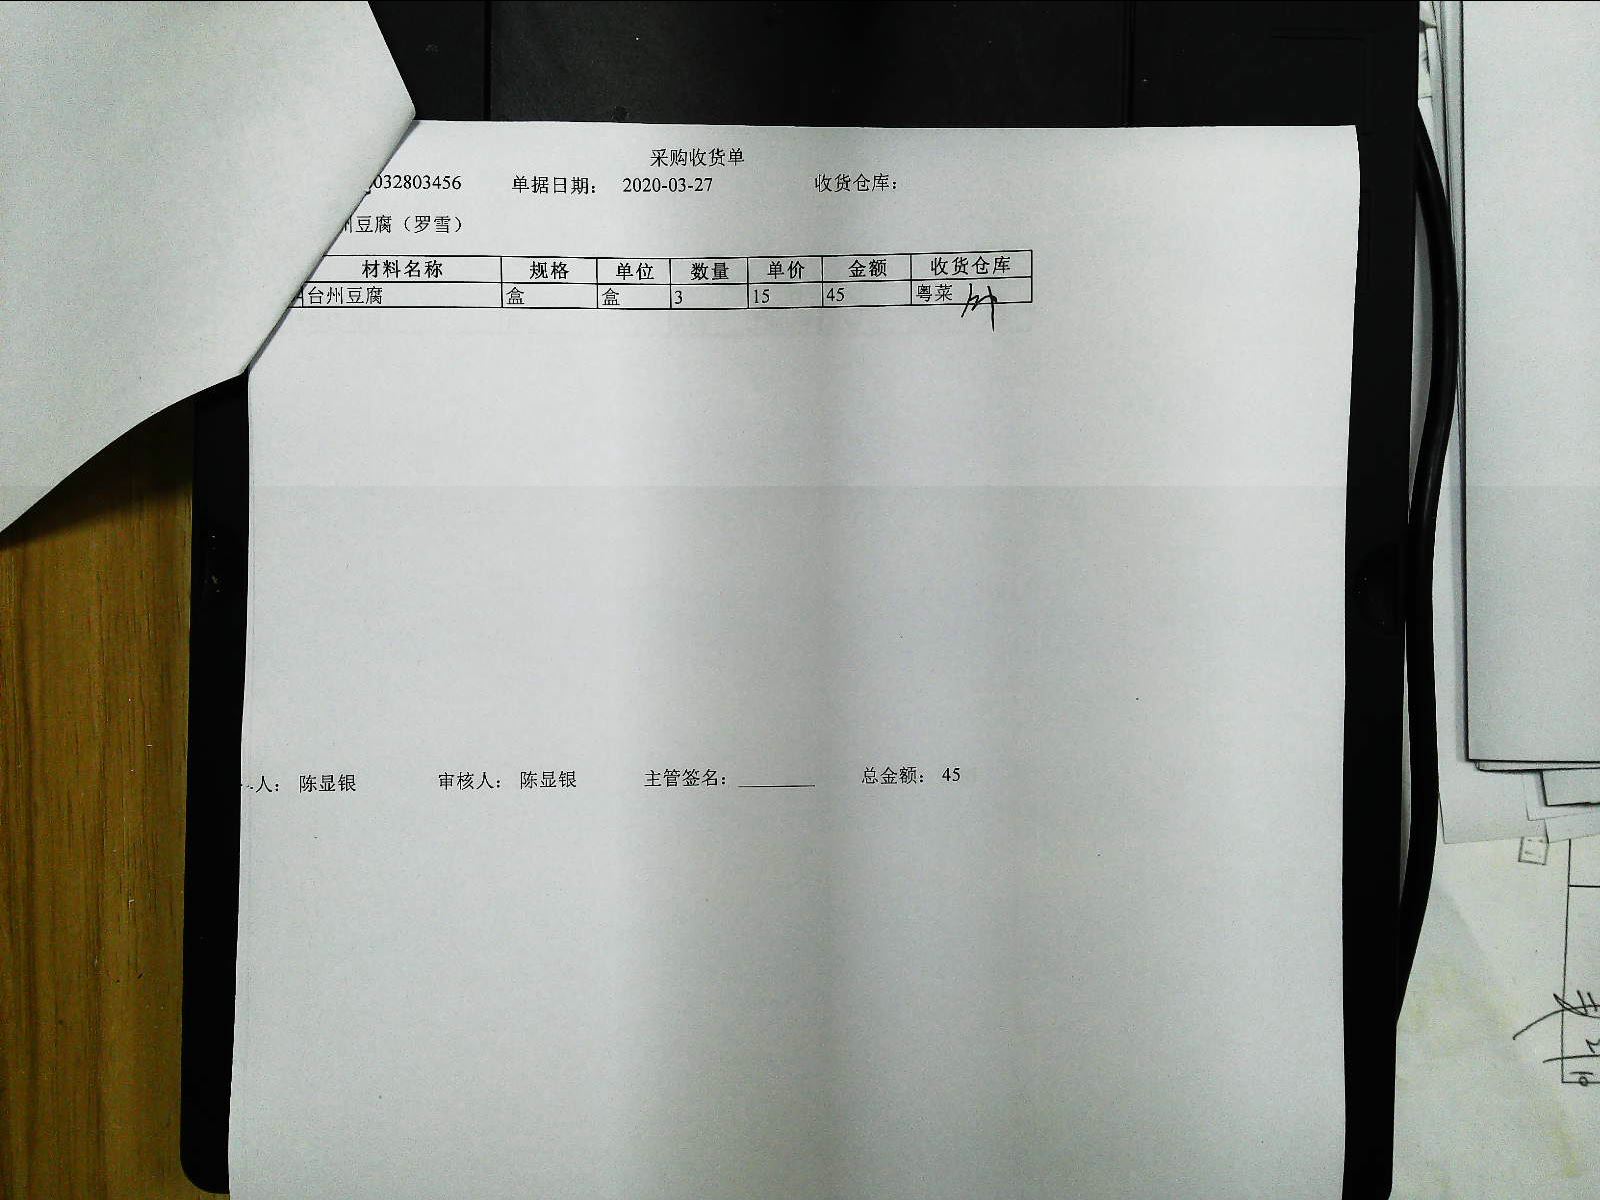 采购收货单
032803456 单据日期： 2020-03-27 收货仓库：
州豆腐（罗雪）
材料名称 规格 单位 数量 单价 金额 收货仓库
台州豆腐 盒 盒 3 15 45 粤菜
人： 陈显银 审核人： 陈显银 主管签名： 总金额： 45